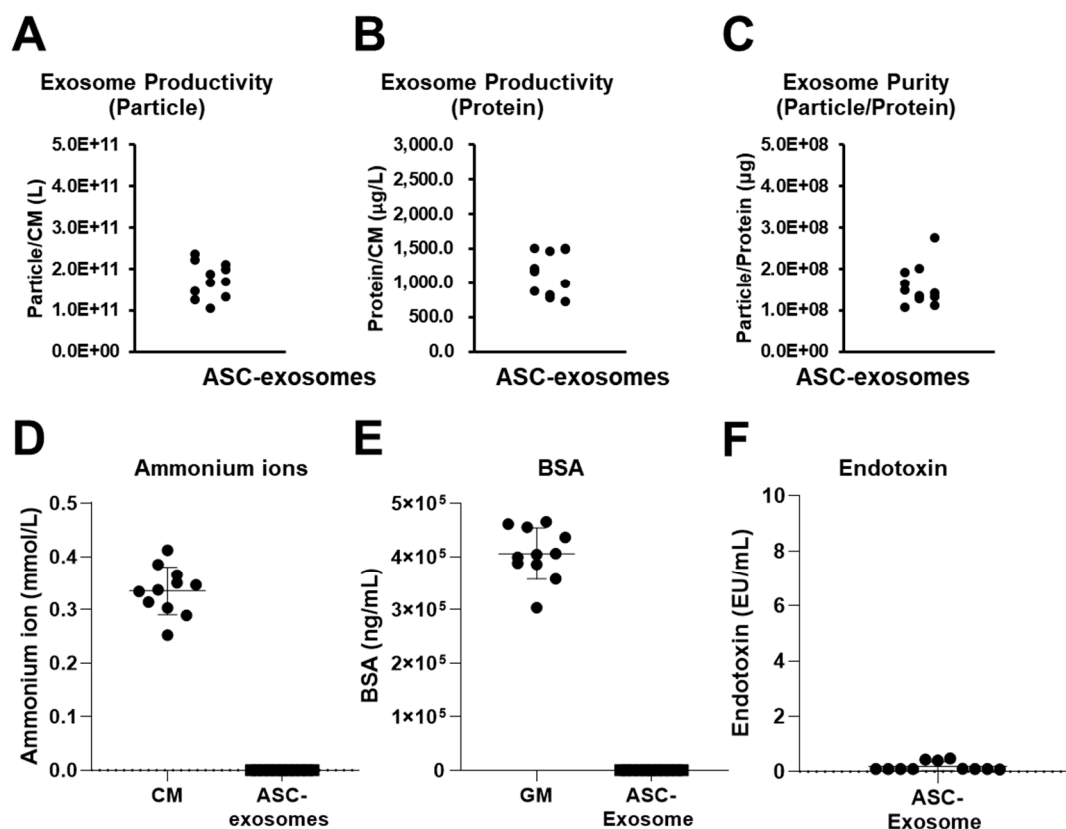 A
Exosome Productivity
(Particle)
Particle/CM (L)
5.0E+11
4.0E+11
3.0E+11
2.0E+11
1.0E+11
0.0E+00
ASC-exosomes
B
Exosome Productivity
(Protein)
Protein/CM (µg/L)
3,000.0
2,500.0
2,000.0
1,500.0
1,000.0
500.0
0.0
ASC-exosomes
C
Exosome Purity
(Particle/Protein)
Particle/Protein (µg)
5.0E+08
4.0E+08
3.0E+08
2.0E+08
1.0E+08
0.0E+00
ASC-exosomes
D
Ammonium ions
Ammonium ion (mmol/L)
0.5
0.4
0.3
0.2
0.1
0.0
CM
ASC-
exosomes
E
BSA
BSA (ng/mL)
5×10⁵
4×10⁵
3×10⁵
2×10⁵
1×10⁵
0
GM
ASC-
Exosome
F
Endotoxin
Endotoxin (EU/mL)
10
8
6
4
2
0
ASC-
Exosome